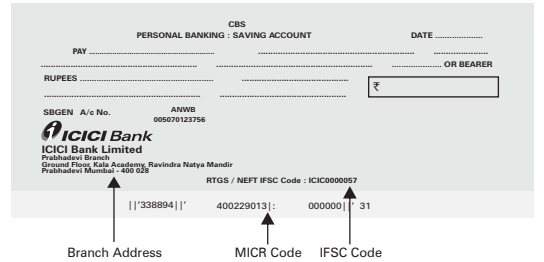 CBS
PERSONAL BANKING : SAVING ACCOUNT DATE ...................
PAY ................................................ ............................................................ .....................
............................................................ ............................................................ ................... OR BEARER
RUPEES .................................................... ........................................
............................................................ ................................................
₹
SBGEN A/c No. ANWB
005070123756
ICICI Bank
ICICI Bank Limited
Prabhadevi Branch
Ground Floor, Kala Academy, Ravindra Natya Mandir
Prabhadevi Mumbai - 400 028
RTGS / NEFT IFSC Code : ICIC0000057
||'338894||' 400229013|: 000000||' 31
Branch Address MICR Code IFSC Code